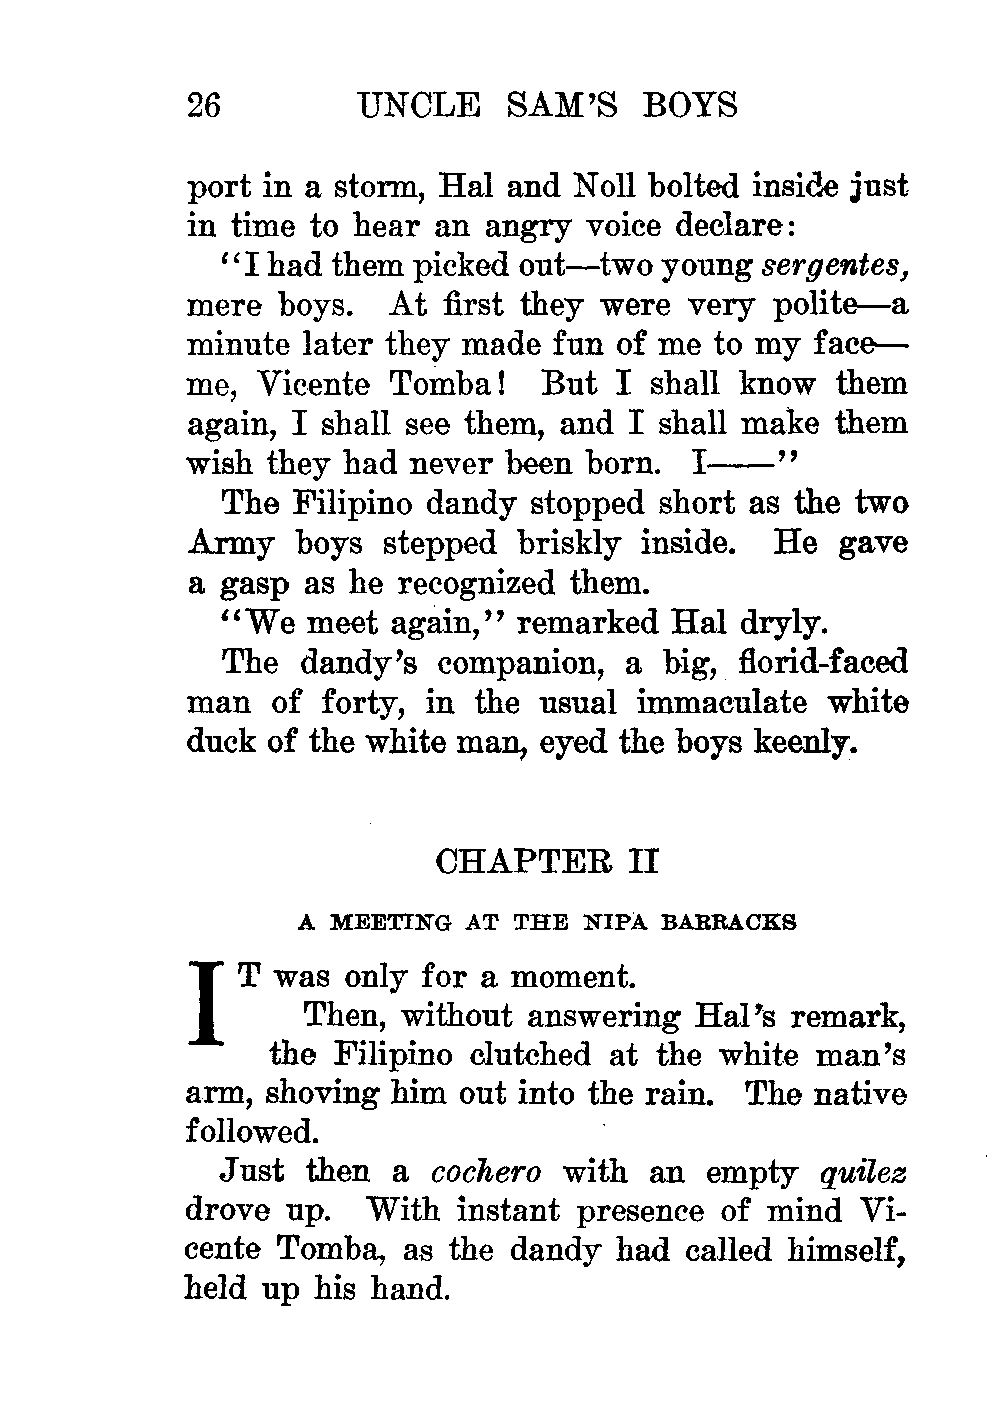 26 UNCLE SAM'S BOYS
port in a storm, Hal and Noll bolted inside just
in time to hear an angry voice declare:
"I had them picked out—two young sergentes,
mere boys. At first they were very polite—a
minute later they made fun of me to my face—
me, Vicente Tomba! But I shall know them
again, I shall see them, and I shall make them
wish they had never been born. I——"
The Filipino dandy stopped short as the two
Army boys stepped briskly inside. He gave
a gasp as he recognized them.
"We meet again," remarked Hal dryly.
The dandy's companion, a big, florid-faced
man of forty, in the usual immaculate white
duck of the white man, eyed the boys keenly.
CHAPTER II
A MEETING AT THE NIPA BARRACKS
IT was only for a moment.
Then, without answering Hal's remark,
the Filipino clutched at the white man's
arm, shoving him out into the rain. The native
followed.
Just then a cochero with an empty quilez
drove up. With instant presence of mind Vi-
cente Tomba, as the dandy had called himself,
held up his hand.